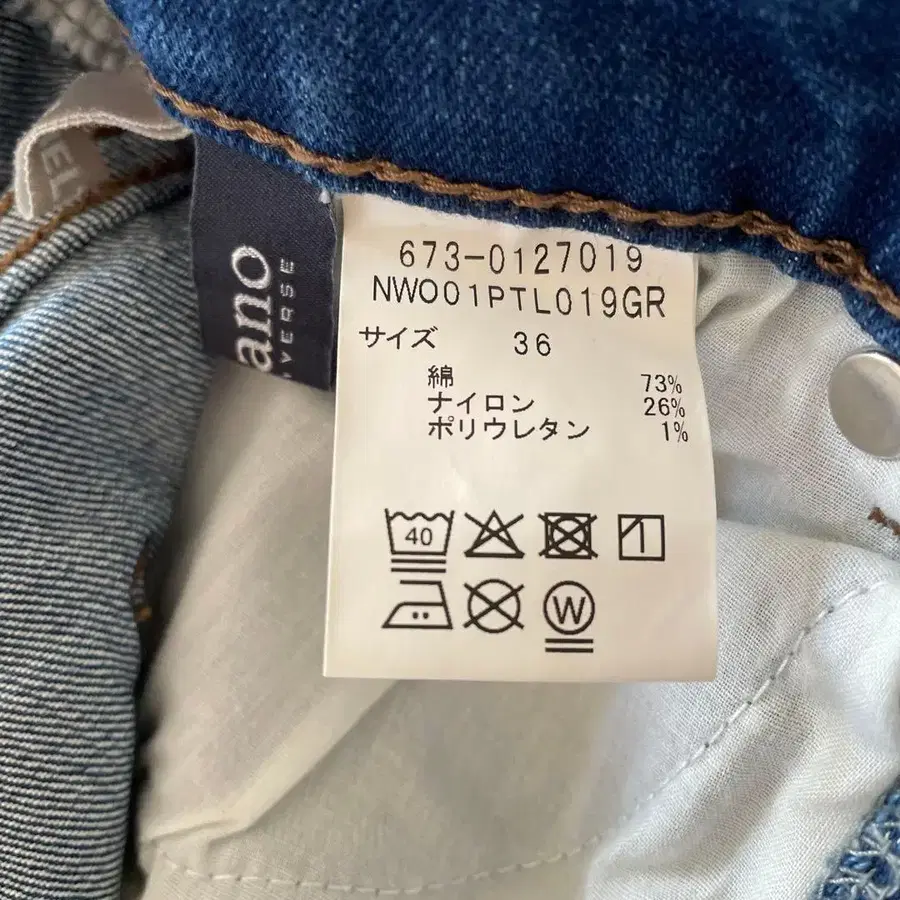 673-0127019
NWO01PTL019GR
サイズ 36
綿 73%
ナイロン 26%
ポリウレタン 1%
40
W
ano
VERSE